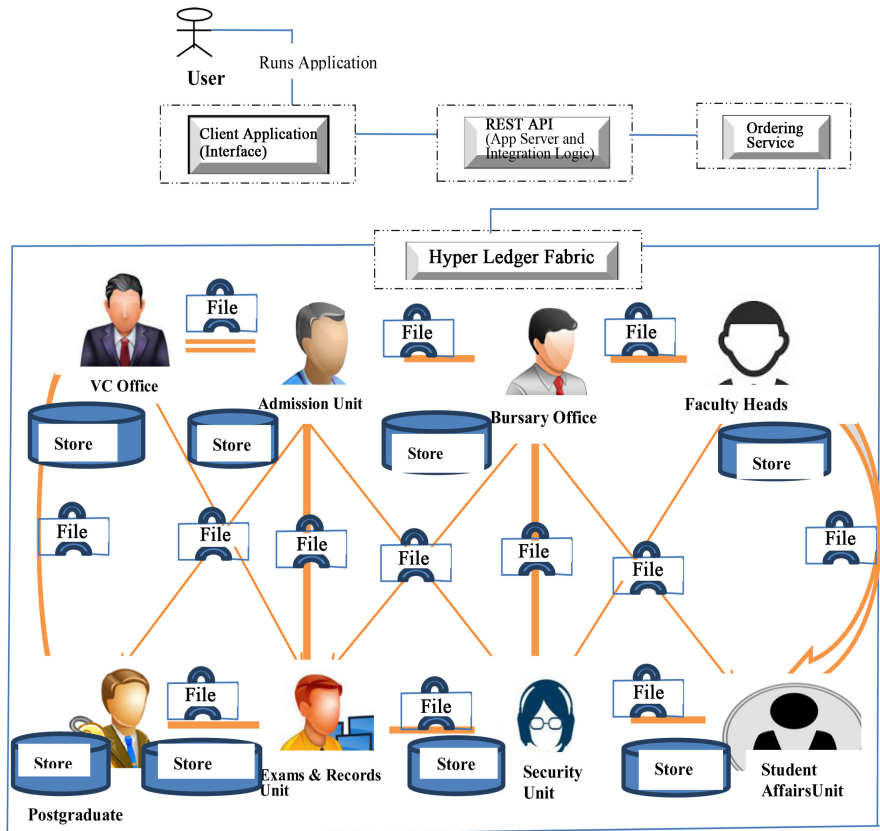 User
Runs Application
Client Application
(Interface)
REST API
(App Server and
Integration Logic)
Ordering
Service
Hyper Ledger Fabric
File
File
File
VC Office
Admission Unit
Bursary Office
Faculty Heads
Store
Store
Store
Store
File
File
File
File
File
File
File
File
File
File
Store
Store
Store
Store
Postgraduate
Exams & Records
Unit
Security
Unit
Student
AffairsUnit